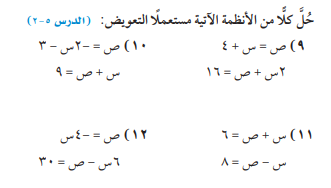 حُلَّ كلًّا من الأنظمة الآتية مستعملًا التعويض: (الدرس ٥-٢)
٩) ص = س + ٤
٢س + ص = ١٦
١٠) ص = -٢س - ٣
س + ص = ٩
١١) س + ص = ٦
س - ص = ٨
١٢) ص = -٤س
٦س - ص = ٣٠